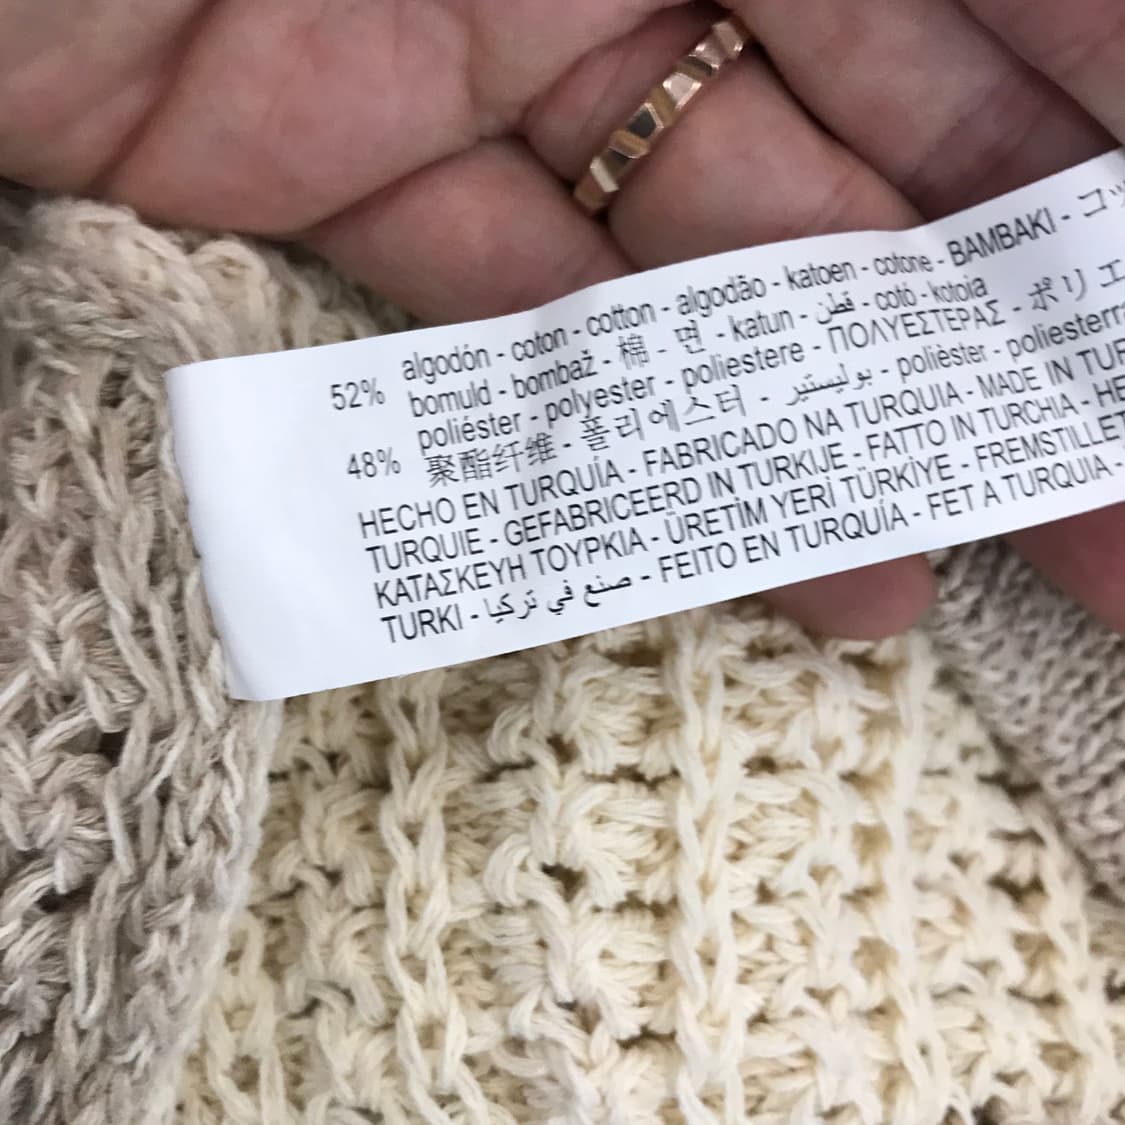 52% algodón - coton - cotton - algodão - katoen - cotone - BAMBAKI - コッ
bomuld - bombaž - 棉 - 면 - katun - قطن - cotó - kotoia
48% poliéster - polyester - poliestere - ΠΟΛΥΕΣΤΕΡΑΣ - ポリエ
聚酯纤维 - 폴리에스터 - بوليستير - polièster - poliesterra
HECHO EN TURQUÍA - FABRICADO NA TURQUIA - MADE IN TUR
TURQUIE - GEFABRICEERD IN TURKIJE - FATTO IN TURCHIA - HE
ΚΑΤΑΣΚΕΥΗ ΤΟΥΡΚΙΑ - ÜRETİM YERİ TÜRKİYE - FREMSTILLET
TURKI - صنع في تركيا - FEITO EN TURQUÍA - FET A TURQUIA -